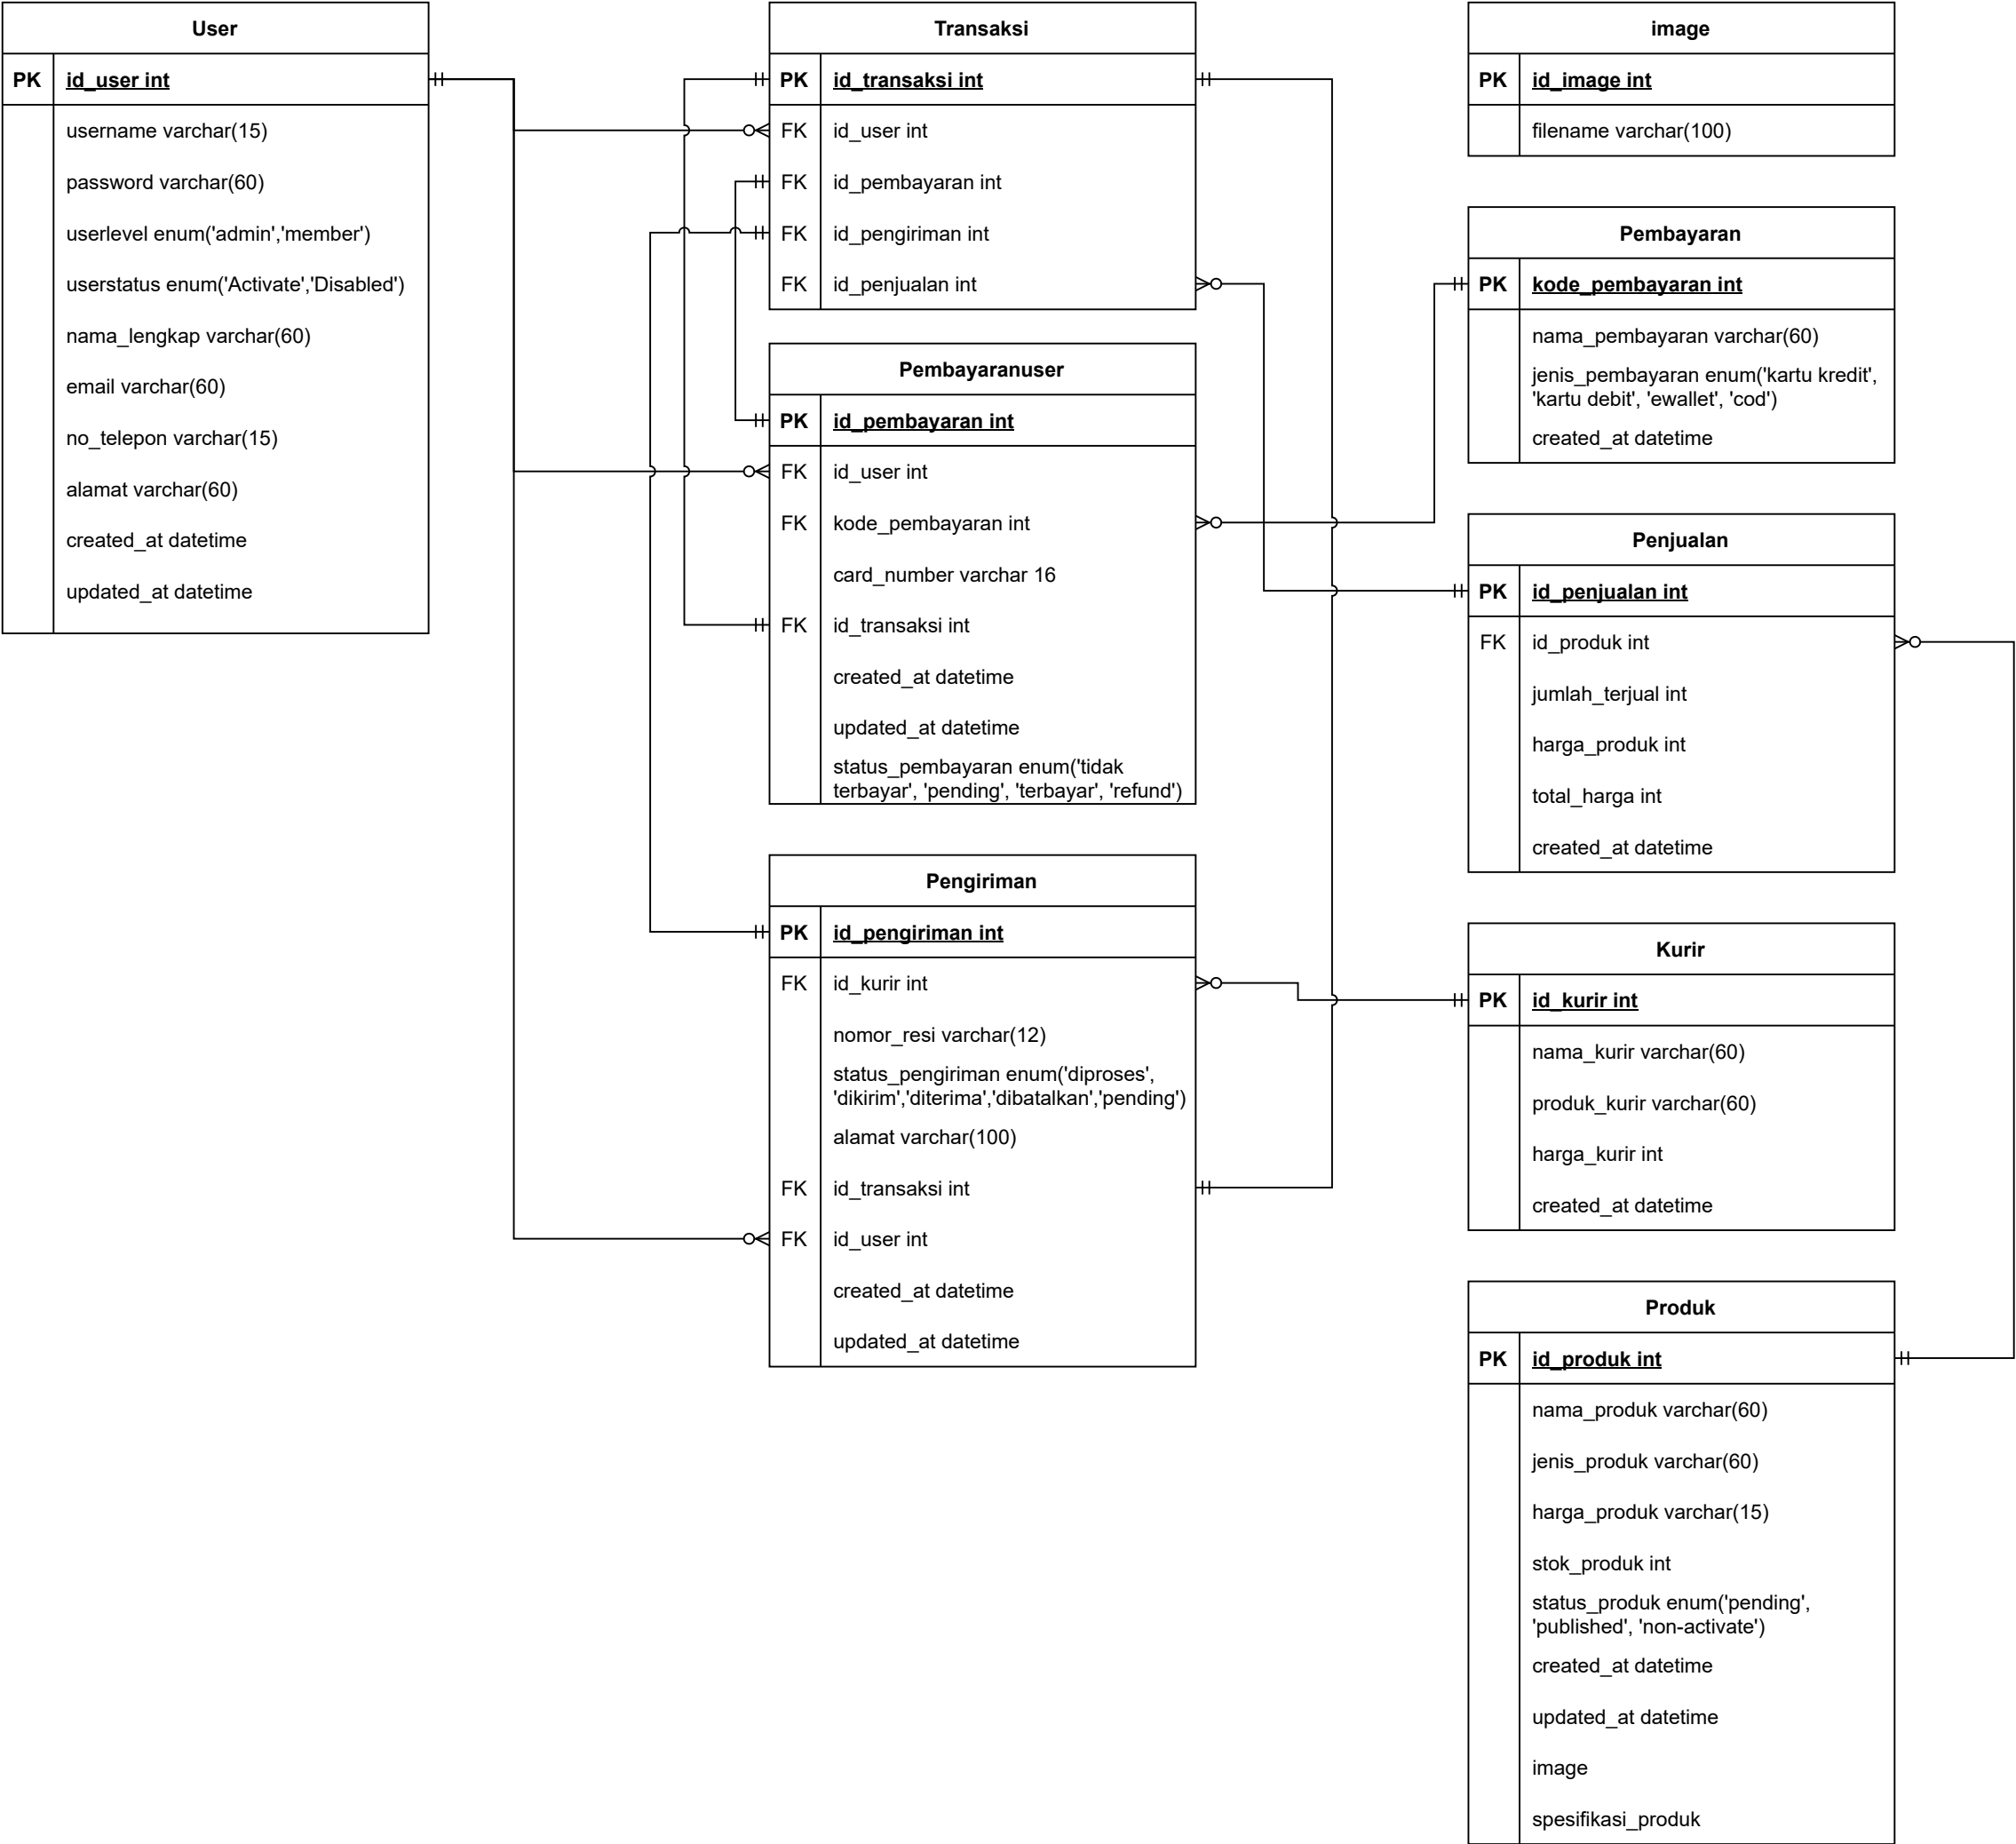 User
PK id_user int
username varchar(15)
password varchar(60)
userlevel enum('admin','member')
userstatus enum('Activate','Disabled')
nama_lengkap varchar(60)
email varchar(60)
no_telepon varchar(15)
alamat varchar(60)
created_at datetime
updated_at datetime
Transaksi
PK id_transaksi int
FK id_user int
FK id_pembayaran int
FK id_pengiriman int
FK id_penjualan int
Pembayaranuser
PK id_pembayaran int
FK id_user int
FK kode_pembayaran int
card_number varchar 16
FK id_transaksi int
created_at datetime
updated_at datetime
status_pembayaran enum('tidak
terbayar', 'pending', 'terbayar', 'refund')
Pengiriman
PK id_pengiriman int
FK id_kurir int
nomor_resi varchar(12)
status_pengiriman enum('diproses',
'dikirim','diterima','dibatalkan','pending')
alamat varchar(100)
FK id_transaksi int
FK id_user int
created_at datetime
updated_at datetime
image
PK id_image int
filename varchar(100)
Pembayaran
PK kode_pembayaran int
nama_pembayaran varchar(60)
jenis_pembayaran enum('kartu kredit',
'kartu debit', 'ewallet', 'cod')
created_at datetime
Penjualan
PK id_penjualan int
FK id_produk int
jumlah_terjual int
harga_produk int
total_harga int
created_at datetime
Kurir
PK id_kurir int
nama_kurir varchar(60)
produk_kurir varchar(60)
harga_kurir int
created_at datetime
Produk
PK id_produk int
nama_produk varchar(60)
jenis_produk varchar(60)
harga_produk varchar(15)
stok_produk int
status_produk enum('pending',
'published', 'non-activate')
created_at datetime
updated_at datetime
image
spesifikasi_produk